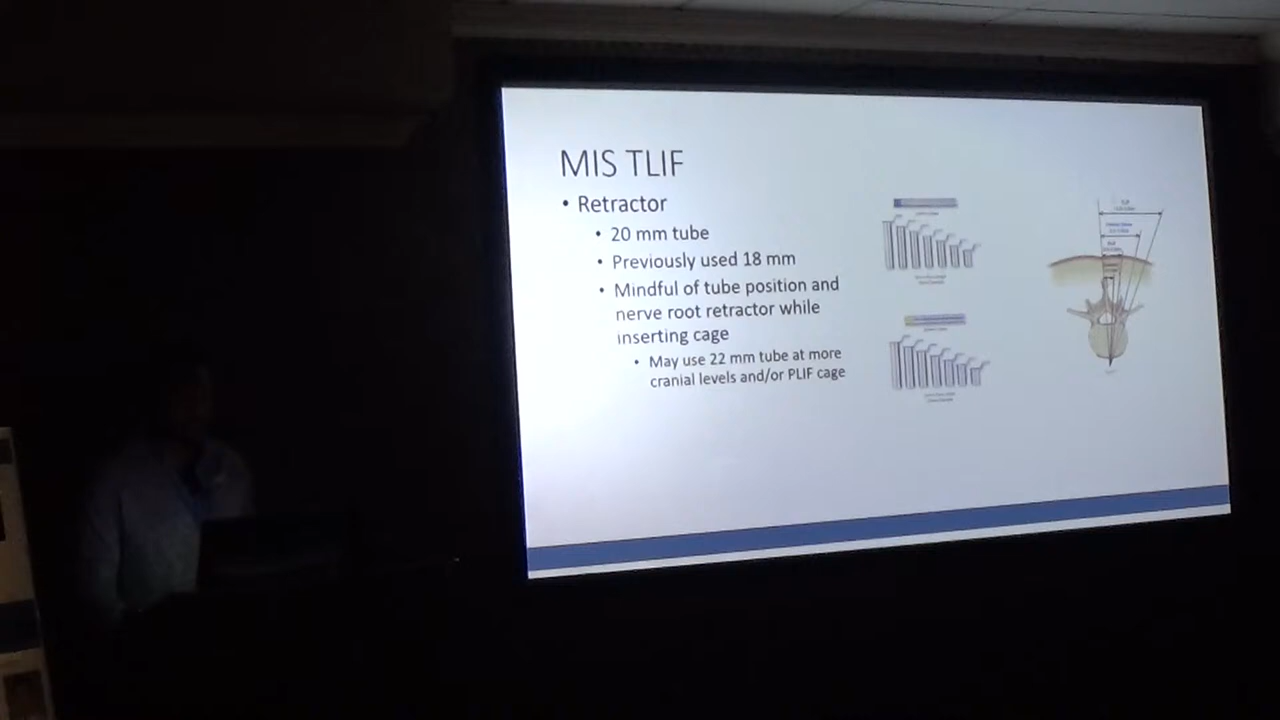 MIS TLIF
• Retractor
• 20 mm tube
• Previously used 18 mm
• Mindful of tube position and
nerve root retractor while
inserting cage
• May use 22 mm tube at more
cranial levels and/or PLIF cage